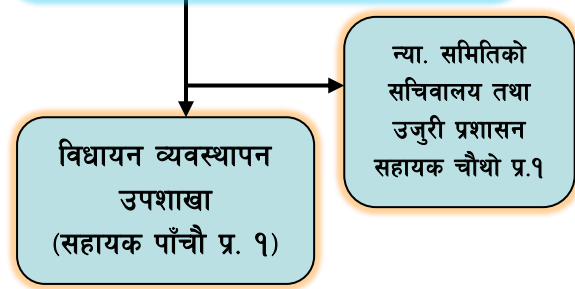 न्या. समितिको
सचिवालय तथा
उजुरी प्रशासन
सहायक चौथो प्र.१
विधायन व्यवस्थापन
उपशाखा
(सहायक पाँचौ प्र. १)